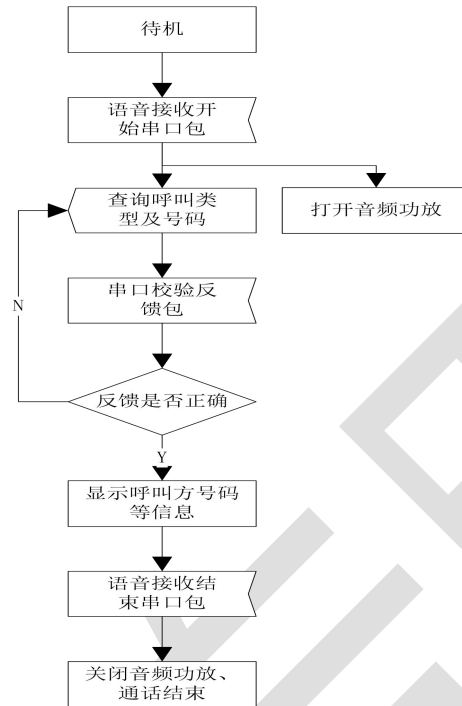 待机
语音接收开
始串口包
查询呼叫类
型及号码
打开音频功放
串口校验反
馈包
N
反馈是否正确
Y
显示呼叫方号码
等信息
语音接收结
束串口包
关闭音频功放、
通话结束